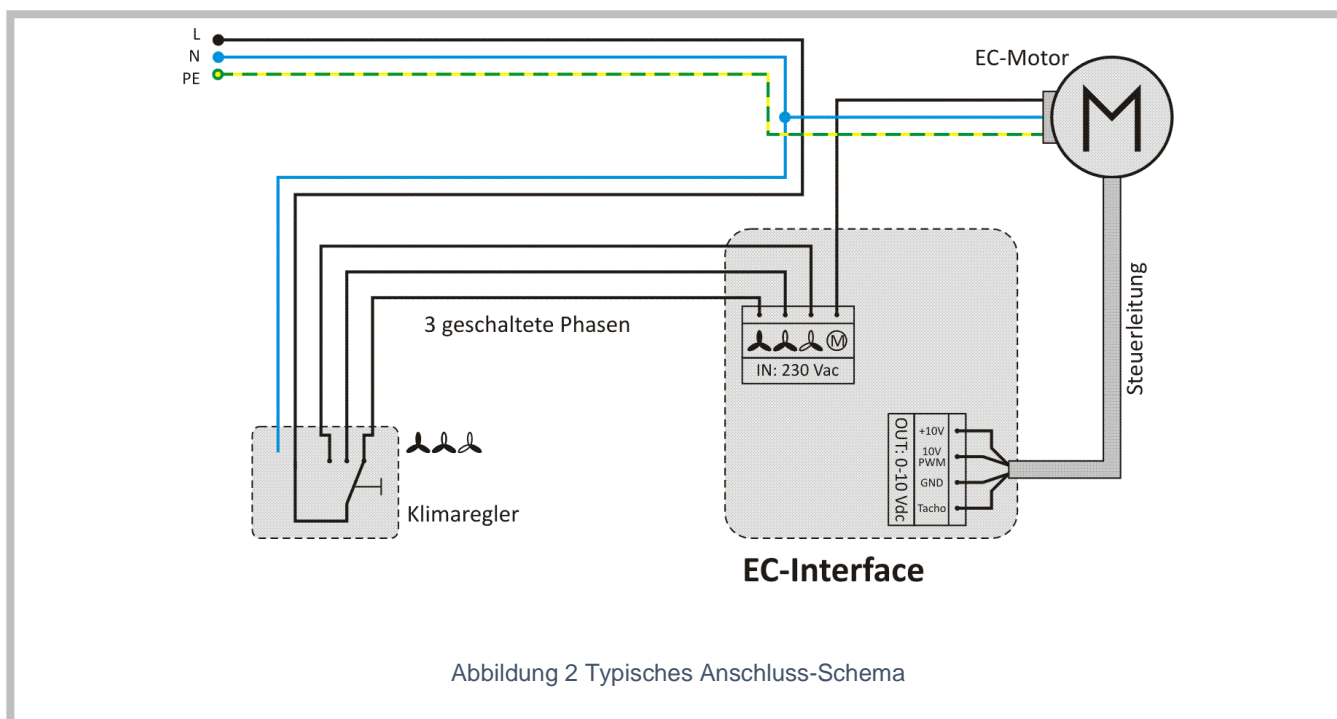 L
N
PE
EC-Motor
M
3 geschaltete Phasen
M
IN: 230 Vac
Steuerleitung
OUT: 0-10 Vdc
+10V
10V
PWM
GND
Tacho
Klimaregler
EC-Interface
Abbildung 2 Typisches Anschluss-Schema